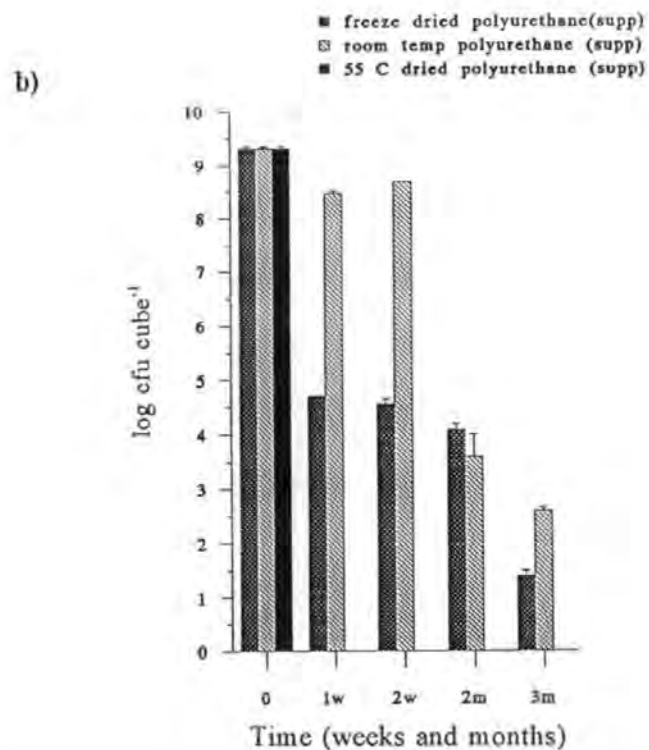 freeze dried polyurethane(supp)
room temp polyurethane (supp)
55 C dried polyurethane (supp)
b)
10
9
8
7
6
5
4
3
2
1
0
log cfu cube⁻¹
0 1w 2w 2m 3m
Time (weeks and months)